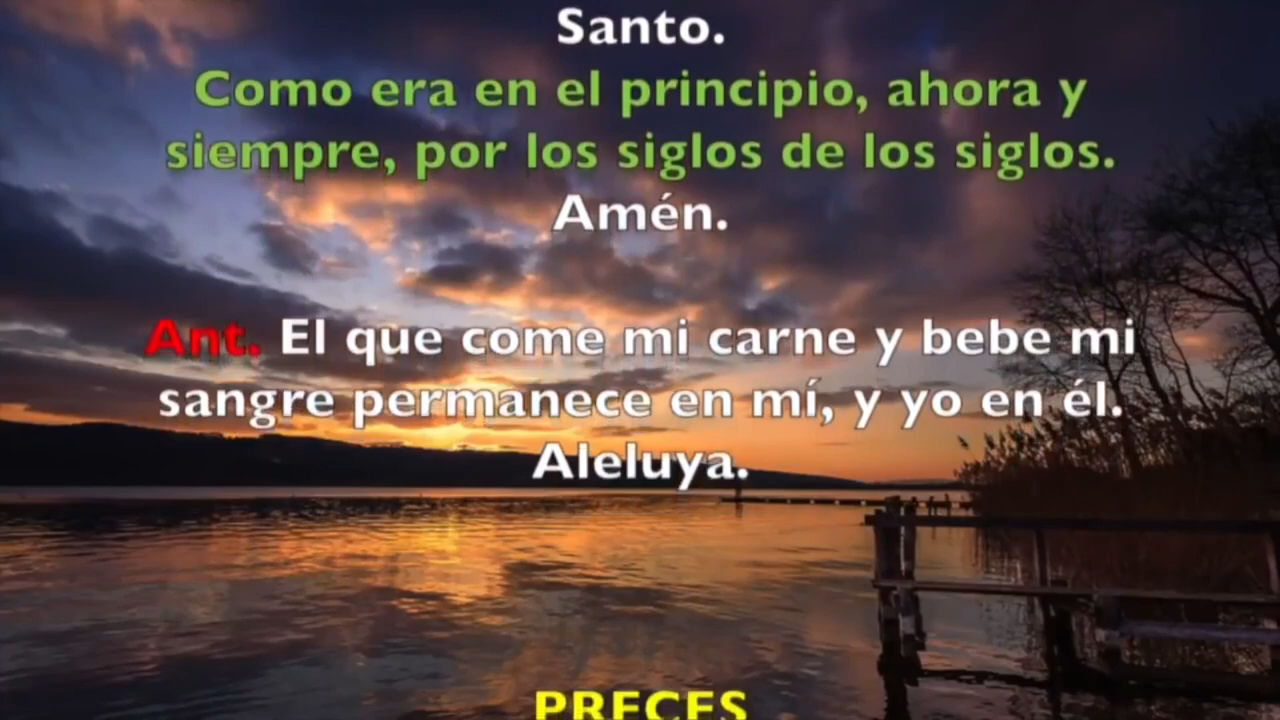 Santo.
Como era en el principio, ahora y
siempre, por los siglos de los siglos.
Amén.
Ant. El que come mi carne y bebe mi
sangre permanece en mí, y yo en él.
Aleluya.
PRECES